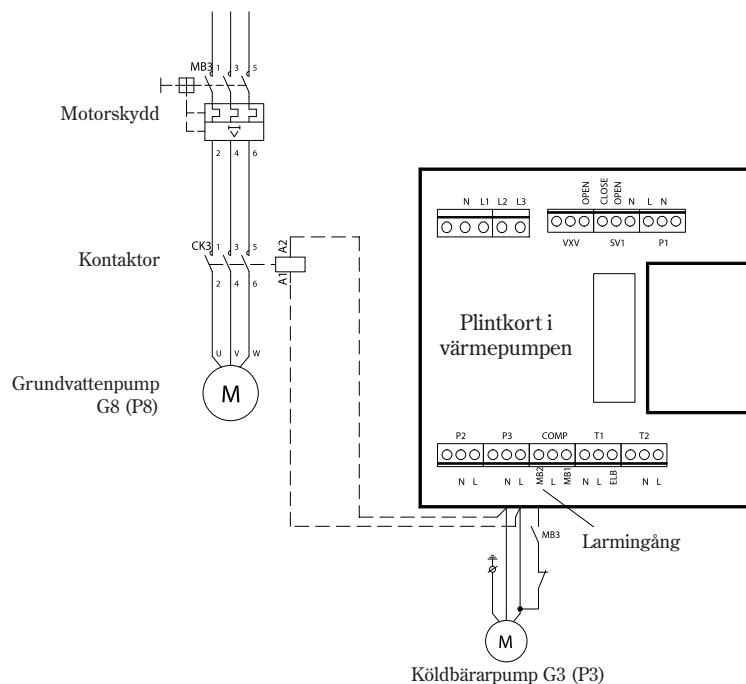 MB3 1 3 5
Motorskydd
2 4 6
CK3 1 3 5
A2
Kontaktor
A1
2 4 6
U V W
Grundvattenpump
G8 (P8)
M
N L1 L2 L3
OPEN CLOSE OPEN N L N
VXV SV1 P1
Plintkort i
värmepumpen
P2 P3 COMP T1 T2
N L N L MB2 L MB1 N L ELB N L
Larmingång
MB3
M
Köldbärarpump G3 (P3)